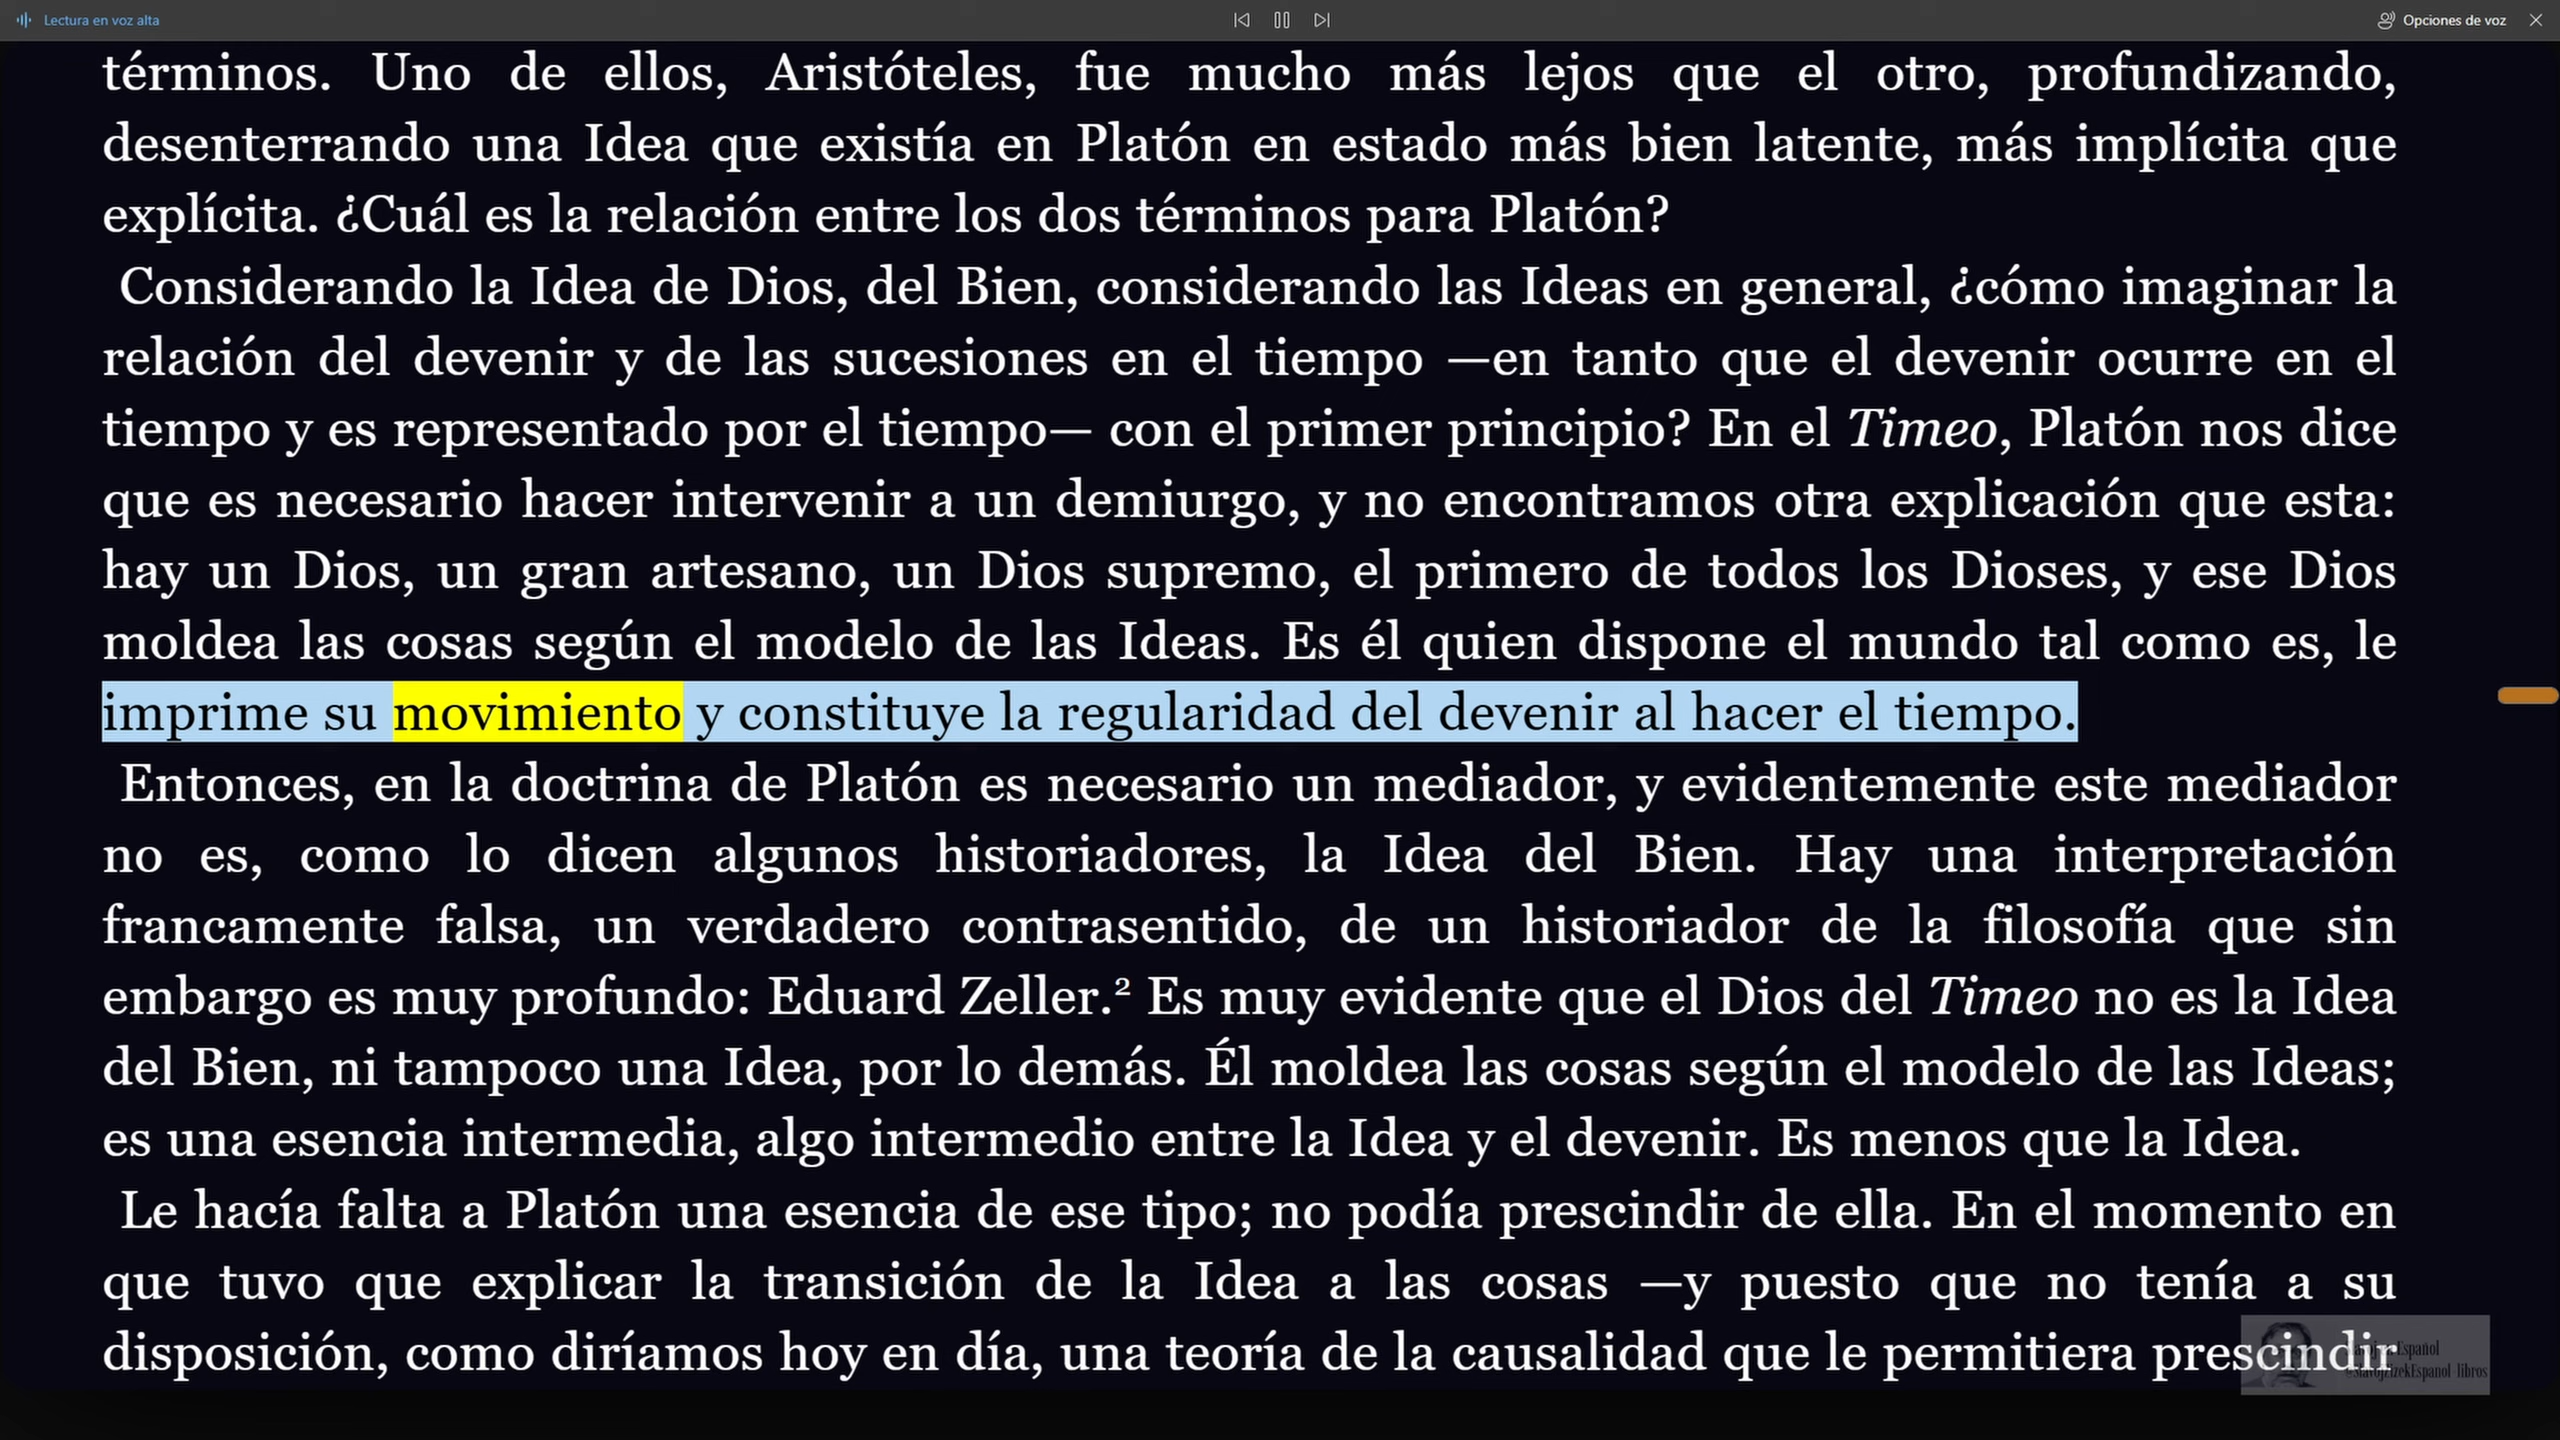 Lectura en voz alta
Opciones de voz
términos. Uno de ellos, Aristóteles, fue mucho más lejos que el otro, profundizando,
desenterrando una Idea que existía en Platón en estado más bien latente, más implícita que
explícita. ¿Cuál es la relación entre los dos términos para Platón?
Considerando la Idea de Dios, del Bien, considerando las Ideas en general, ¿cómo imaginar la
relación del devenir y de las sucesiones en el tiempo —en tanto que el devenir ocurre en el
tiempo y es representado por el tiempo— con el primer principio? En el Timeo, Platón nos dice
que es necesario hacer intervenir a un demiurgo, y no encontramos otra explicación que esta:
hay un Dios, un gran artesano, un Dios supremo, el primero de todos los Dioses, y ese Dios
moldea las cosas según el modelo de las Ideas. Es él quien dispone el mundo tal como es, le
imprime su movimiento y constituye la regularidad del devenir al hacer el tiempo.
Entonces, en la doctrina de Platón es necesario un mediador, y evidentemente este mediador
no es, como lo dicen algunos historiadores, la Idea del Bien. Hay una interpretación
francamente falsa, un verdadero contrasentido, de un historiador de la filosofía que sin
embargo es muy profundo: Eduard Zeller.² Es muy evidente que el Dios del Timeo no es la Idea
del Bien, ni tampoco una Idea, por lo demás. Él moldea las cosas según el modelo de las Ideas;
es una esencia intermedia, algo intermedio entre la Idea y el devenir. Es menos que la Idea.
Le hacía falta a Platón una esencia de ese tipo; no podía prescindir de ella. En el momento en
que tuvo que explicar la transición de la Idea a las cosas —y puesto que no tenía a su
disposición, como diríamos hoy en día, una teoría de la causalidad que le permitiera prescindir
Español
libros